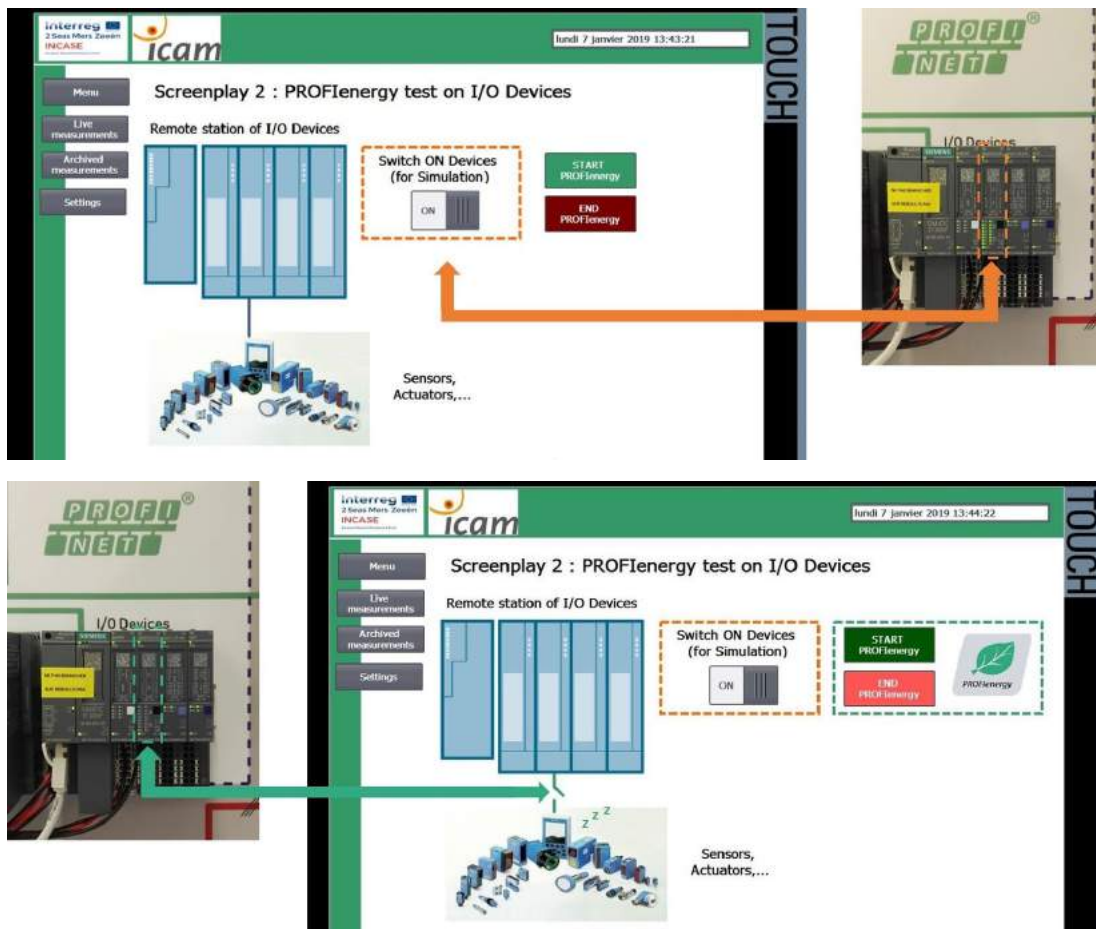 interreg
2 Seas Mers Zeeën
INCASE
icam
lundi 7 janvier 2019 13:43:21
TOUCH
Menu
Live
measurements
Archived
measurements
Settings
Screenplay 2 : PROFIenergy test on I/O Devices
Remote station of I/O Devices
Switch ON Devices
(for Simulation)
ON
START
PROFIenergy
END
PROFIenergy
Sensors,
Actuators,...
PROFI®
NET
I/O Devices
SIEMENS
PROFI®
NET
I/O Devices
SIEMENS
interreg
2 Seas Mers Zeeën
INCASE
icam
lundi 7 janvier 2019 13:44:22
TOUCH
Menu
Live
measurements
Archived
measurements
Settings
Screenplay 2 : PROFIenergy test on I/O Devices
Remote station of I/O Devices
Switch ON Devices
(for Simulation)
ON
START
PROFIenergy
END
PROFIenergy
PROFIenergy
z z z
Sensors,
Actuators,...